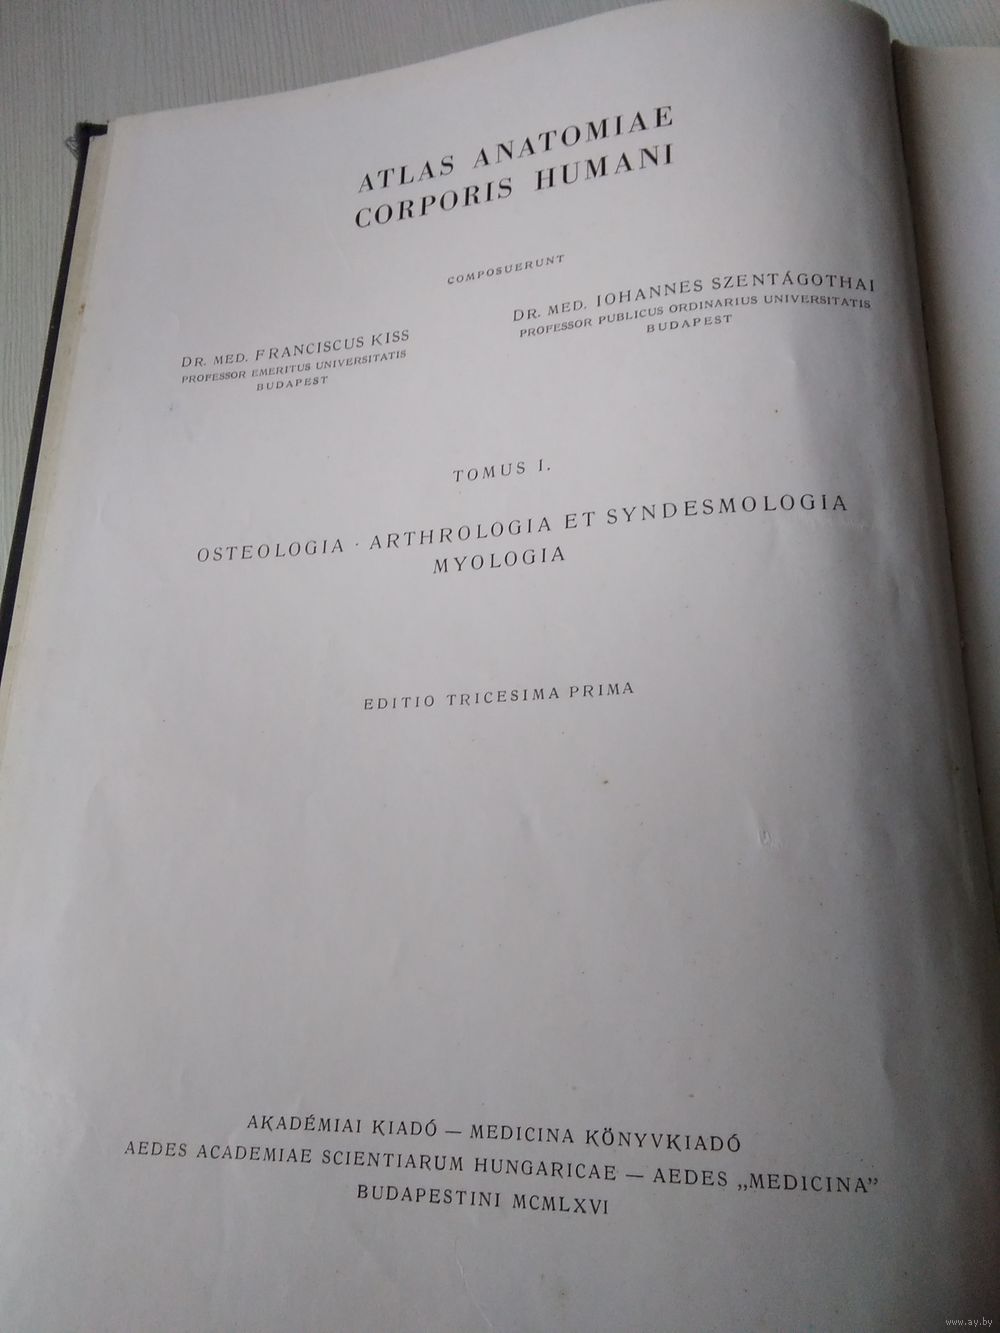 ATLAS ANATOMIAE
CORPORIS HUMANI
COMPOSUERUNT
DR. MED. FRANCISCUS KISS
PROFESSOR EMERITUS UNIVERSITATIS
BUDAPEST
DR. MED. IOHANNES SZENTÁGOTHAI
PROFESSOR PUBLICUS ORDINARIUS UNIVERSITATIS
BUDAPEST
TOMUS I.
OSTEOLOGIA · ARTHROLOGIA ET SYNDESMOLOGIA
MYOLOGIA
EDITIO TRICESIMA PRIMA
AKADÉMIAI KIADÓ — MEDICINA KÖNYVKIADÓ
AEDES ACADEMIAE SCIENTIARUM HUNGARICAE — AEDES „MEDICINA”
BUDAPESTINI MCMLXVI
www.ay.by